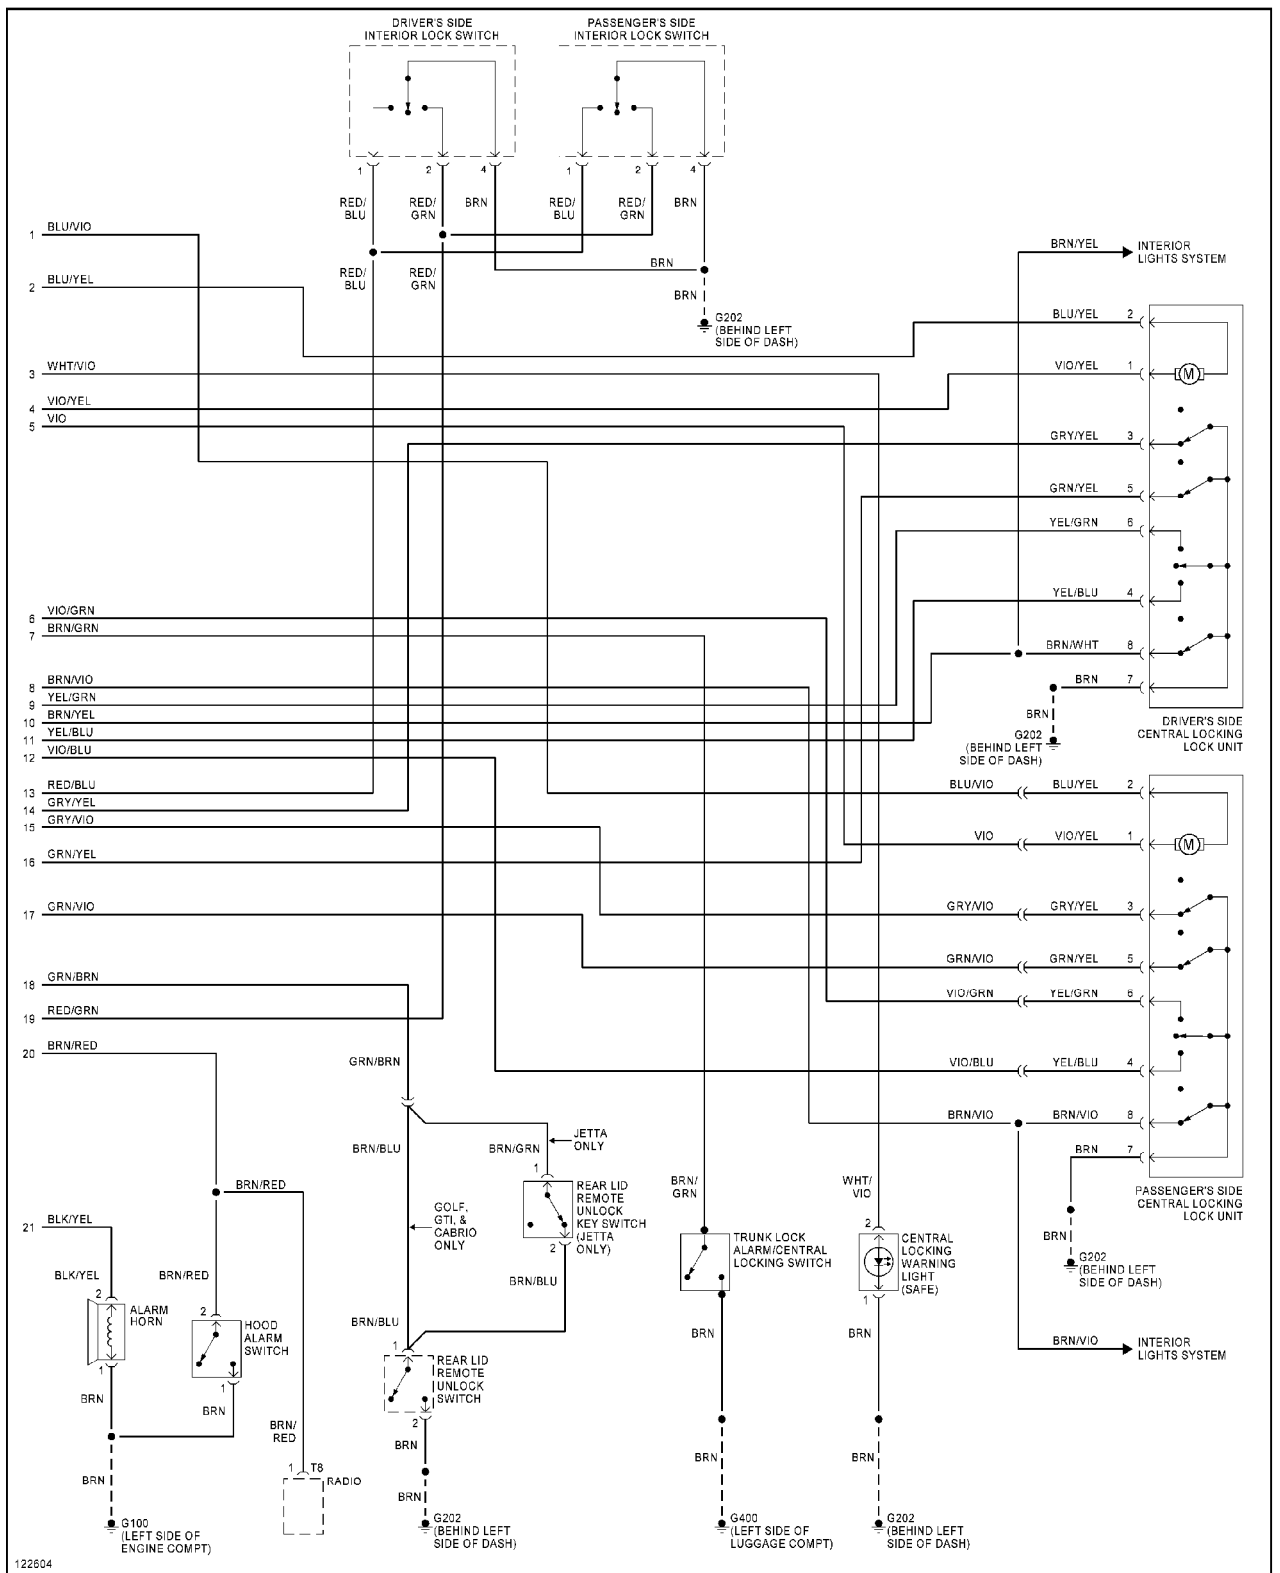 DRIVER'S SIDE
INTERIOR LOCK SWITCH
PASSENGER'S SIDE
INTERIOR LOCK SWITCH
1
2
4
1
2
4
RED/
BLU
RED/
GRN
BRN
RED/
BLU
RED/
GRN
BRN
1 BLU/VIO
RED/
BLU
RED/
GRN
BRN
BRN
G202
(BEHIND LEFT
SIDE OF DASH)
BRN/YEL
INTERIOR
LIGHTS SYSTEM
2 BLU/YEL
3 WHT/VIO
4 VIO/YEL
5 VIO
BLU/YEL 2
VIO/YEL 1
M
GRY/YEL 3
GRN/YEL 5
YEL/GRN 6
YEL/BLU 4
BRN/WHT 8
BRN 7
BRN
G202
(BEHIND LEFT
SIDE OF DASH)
DRIVER'S SIDE
CENTRAL LOCKING
LOCK UNIT
6 VIO/GRN
7 BRN/GRN
8 BRN/VIO
9 YEL/GRN
10 BRN/YEL
11 YEL/BLU
12 VIO/BLU
13 RED/BLU
14 GRY/YEL
15 GRY/VIO
16 GRN/YEL
17 GRN/VIO
18 GRN/BRN
19 RED/GRN
20 BRN/RED
21 BLK/YEL
BLU/VIO BLU/YEL 2
VIO VIO/YEL 1
M
GRY/VIO GRY/YEL 3
GRN/VIO GRN/YEL 5
VIO/GRN YEL/GRN 6
VIO/BLU YEL/BLU 4
BRN/VIO BRN/VIO 8
BRN 7
PASSENGER'S SIDE
CENTRAL LOCKING
LOCK UNIT
BRN
G202
(BEHIND LEFT
SIDE OF DASH)
BRN/VIO
INTERIOR
LIGHTS SYSTEM
GRN/BRN
BRN/BLU
BRN/GRN
JETTA
ONLY
1
REAR LID
REMOTE
UNLOCK
KEY SWITCH
(JETTA
ONLY)
2
BRN/BLU
GOLF,
GTI, &
CABRIO
ONLY
BRN/BLU
1
REAR LID
REMOTE
UNLOCK
SWITCH
2
BRN
BRN
G202
(BEHIND LEFT
SIDE OF DASH)
BRN/RED
BRN/RED
2
HOOD
ALARM
SWITCH
1
BRN
BLK/YEL
2
ALARM
HORN
1
BRN
BRN
G100
(LEFT SIDE OF
ENGINE COMPT)
BRN/
RED
1 T8
RADIO
BRN/
GRN
TRUNK LOCK
ALARM/CENTRAL
LOCKING SWITCH
BRN
BRN
G400
(LEFT SIDE OF
LUGGAGE COMPT)
WHT/
VIO
2
CENTRAL
LOCKING
WARNING
LIGHT
(SAFE)
1
BRN
BRN
G202
(BEHIND LEFT
SIDE OF DASH)
122604